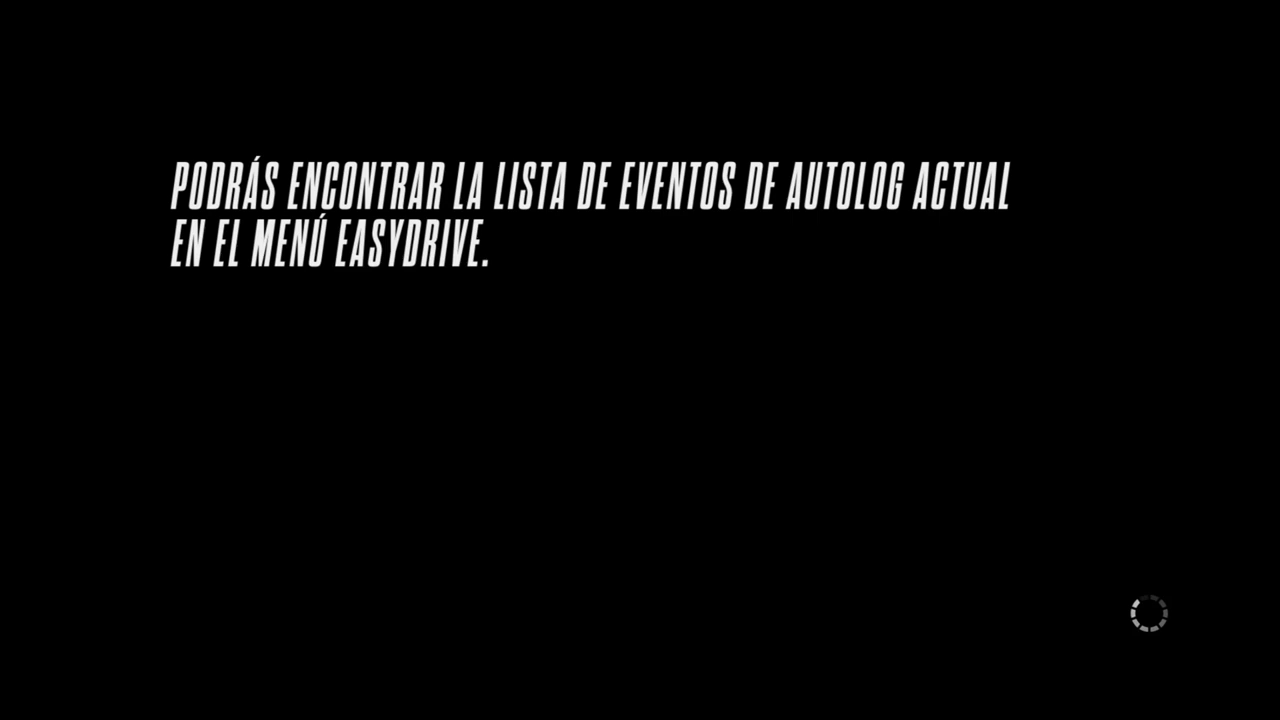 PODRÁS ENCONTRAR LA LISTA DE EVENTOS DE AUTOLOG ACTUAL
EN EL MENÚ EASYDRIVE.